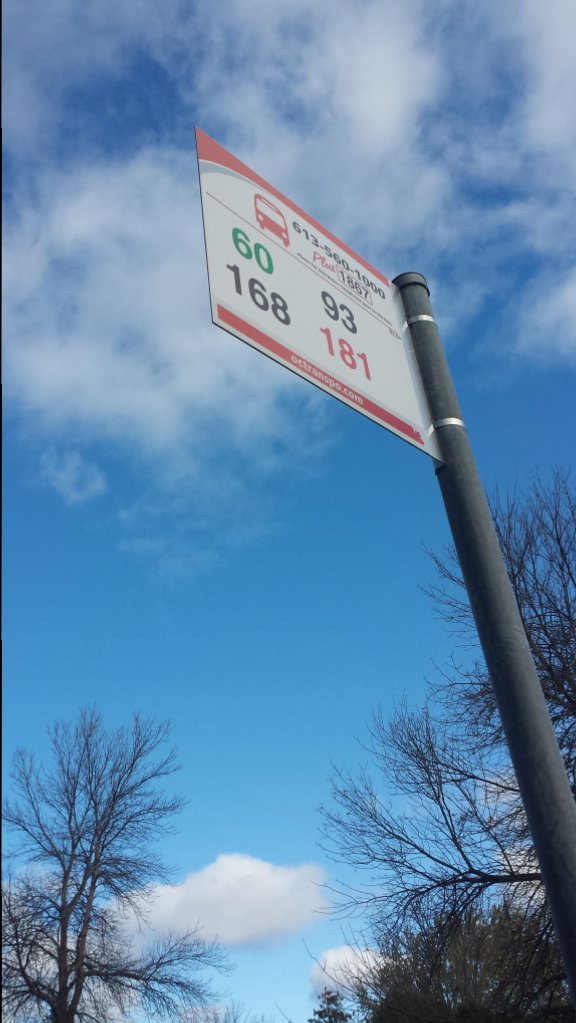 613-560-1000
Plus 1867
60 93
168 181
octranspo.com